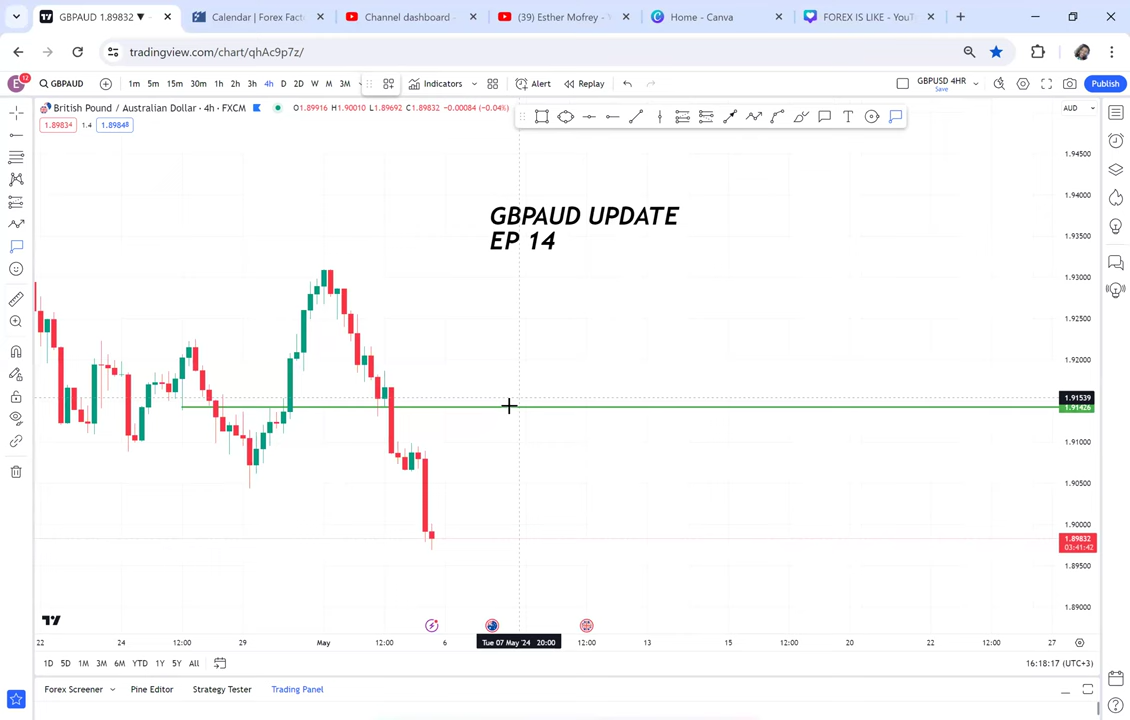 GBPAUD 1.89832 ▼
Calendar | Forex Fact
Channel dashboard -
(39) Esther Mofrey -
Home - Canva
FOREX IS LIKE - YouT
tradingview.com/chart/qhAc9p7z/
E 12 GBPAUD 1m 5m 15m 30m 1h 2h 3h 4h D 2D W M 3M Indicators Alert Replay GBPUSD 4HR Save Publish
British Pound / Australian Dollar · 4h · FXCM O1.89916 H1.90010 L1.89692 C1.89832 −0.00084 (−0.04%) AUD
1.89834 1.4 1.89848
1.94500
1.94000
GBPAUD UPDATE
1.93500
EP 14
1.93000
1.92500
1.92000
1.91539
1.91426
1.91000
1.90500
1.90000
1.89832
03:41:42
1.89500
1.89000
22 24 12:00 29 May 12:00 6 Tue 07 May '24 20:00 12:00 13 15 12:00 20 22 12:00 27
1D 5D 1M 3M 6M YTD 1Y 5Y All 16:18:17 (UTC+3)
Forex Screener Pine Editor Strategy Tester Trading Panel